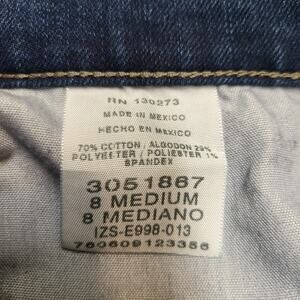 RN 130273
MADE IN MEXICO
HECHO EN MEXICO
70% COTTON / ALGODON 29%
POLYESTER / POLIESTER 1%
SPANDEX
3051867
8 MEDIUM
8 MEDIANO
IZS-E998-013
760609123356